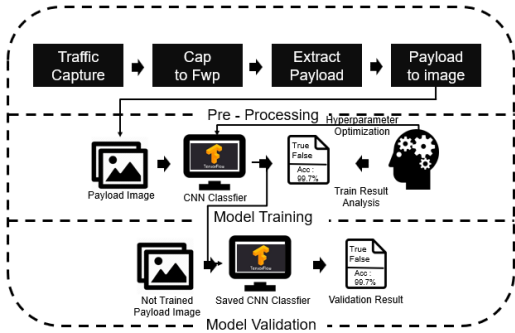 Traffic
Capture
Cap
to Fwp
Extract
Payload
Payload
to image
Pre - Processing
Hyperparameter
Optimization
True
False
Acc :
99.7%
TensorFlow
Payload Image
CNN Classfier
Train Result
Analysis
Model Training
True
False
Acc :
99.7%
TensorFlow
Not Trained
Payload Image
Saved CNN Classfier
Validation Result
Model Validation